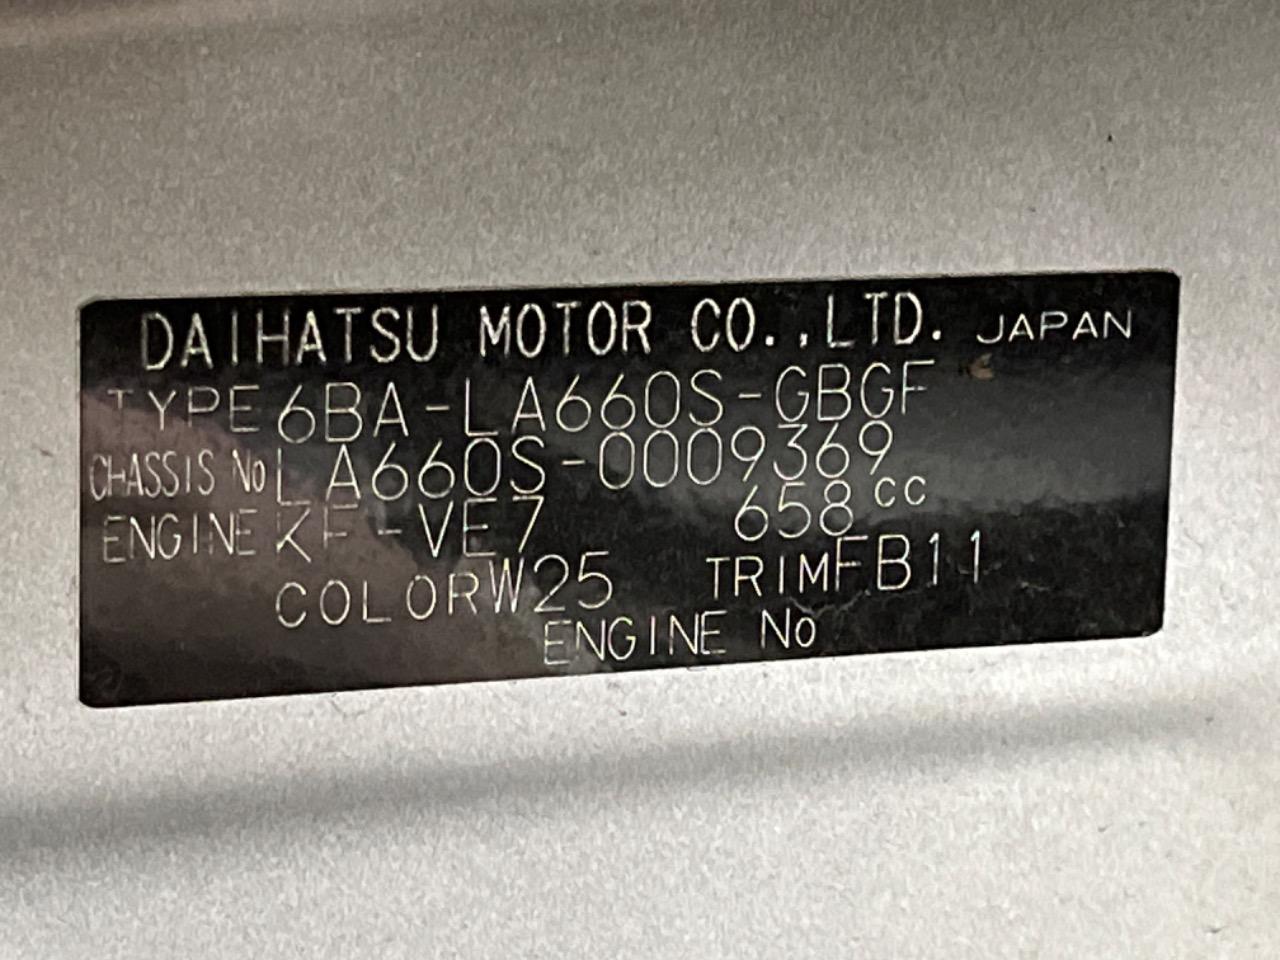 DAIHATSU MOTOR CO.,LTD. JAPAN
TYPE 6BA-LA660S-GBGF
CHASSIS No LA660S-0009369
ENGINE KF-VE7 658cc
COLOR W25 TRIM FB11
ENGINE No